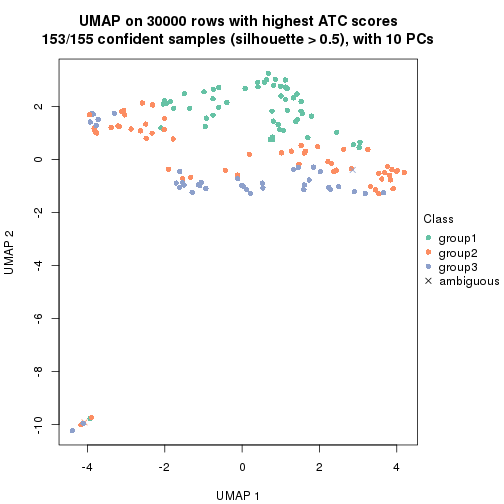 UMAP on 30000 rows with highest ATC scores
153/155 confident samples (silhouette > 0.5), with 10 PCs
2
0
-2
-4
-6
-8
-10
UMAP 2
-4
-2
0
2
4
UMAP 1
Class
group1
group2
group3
ambiguous